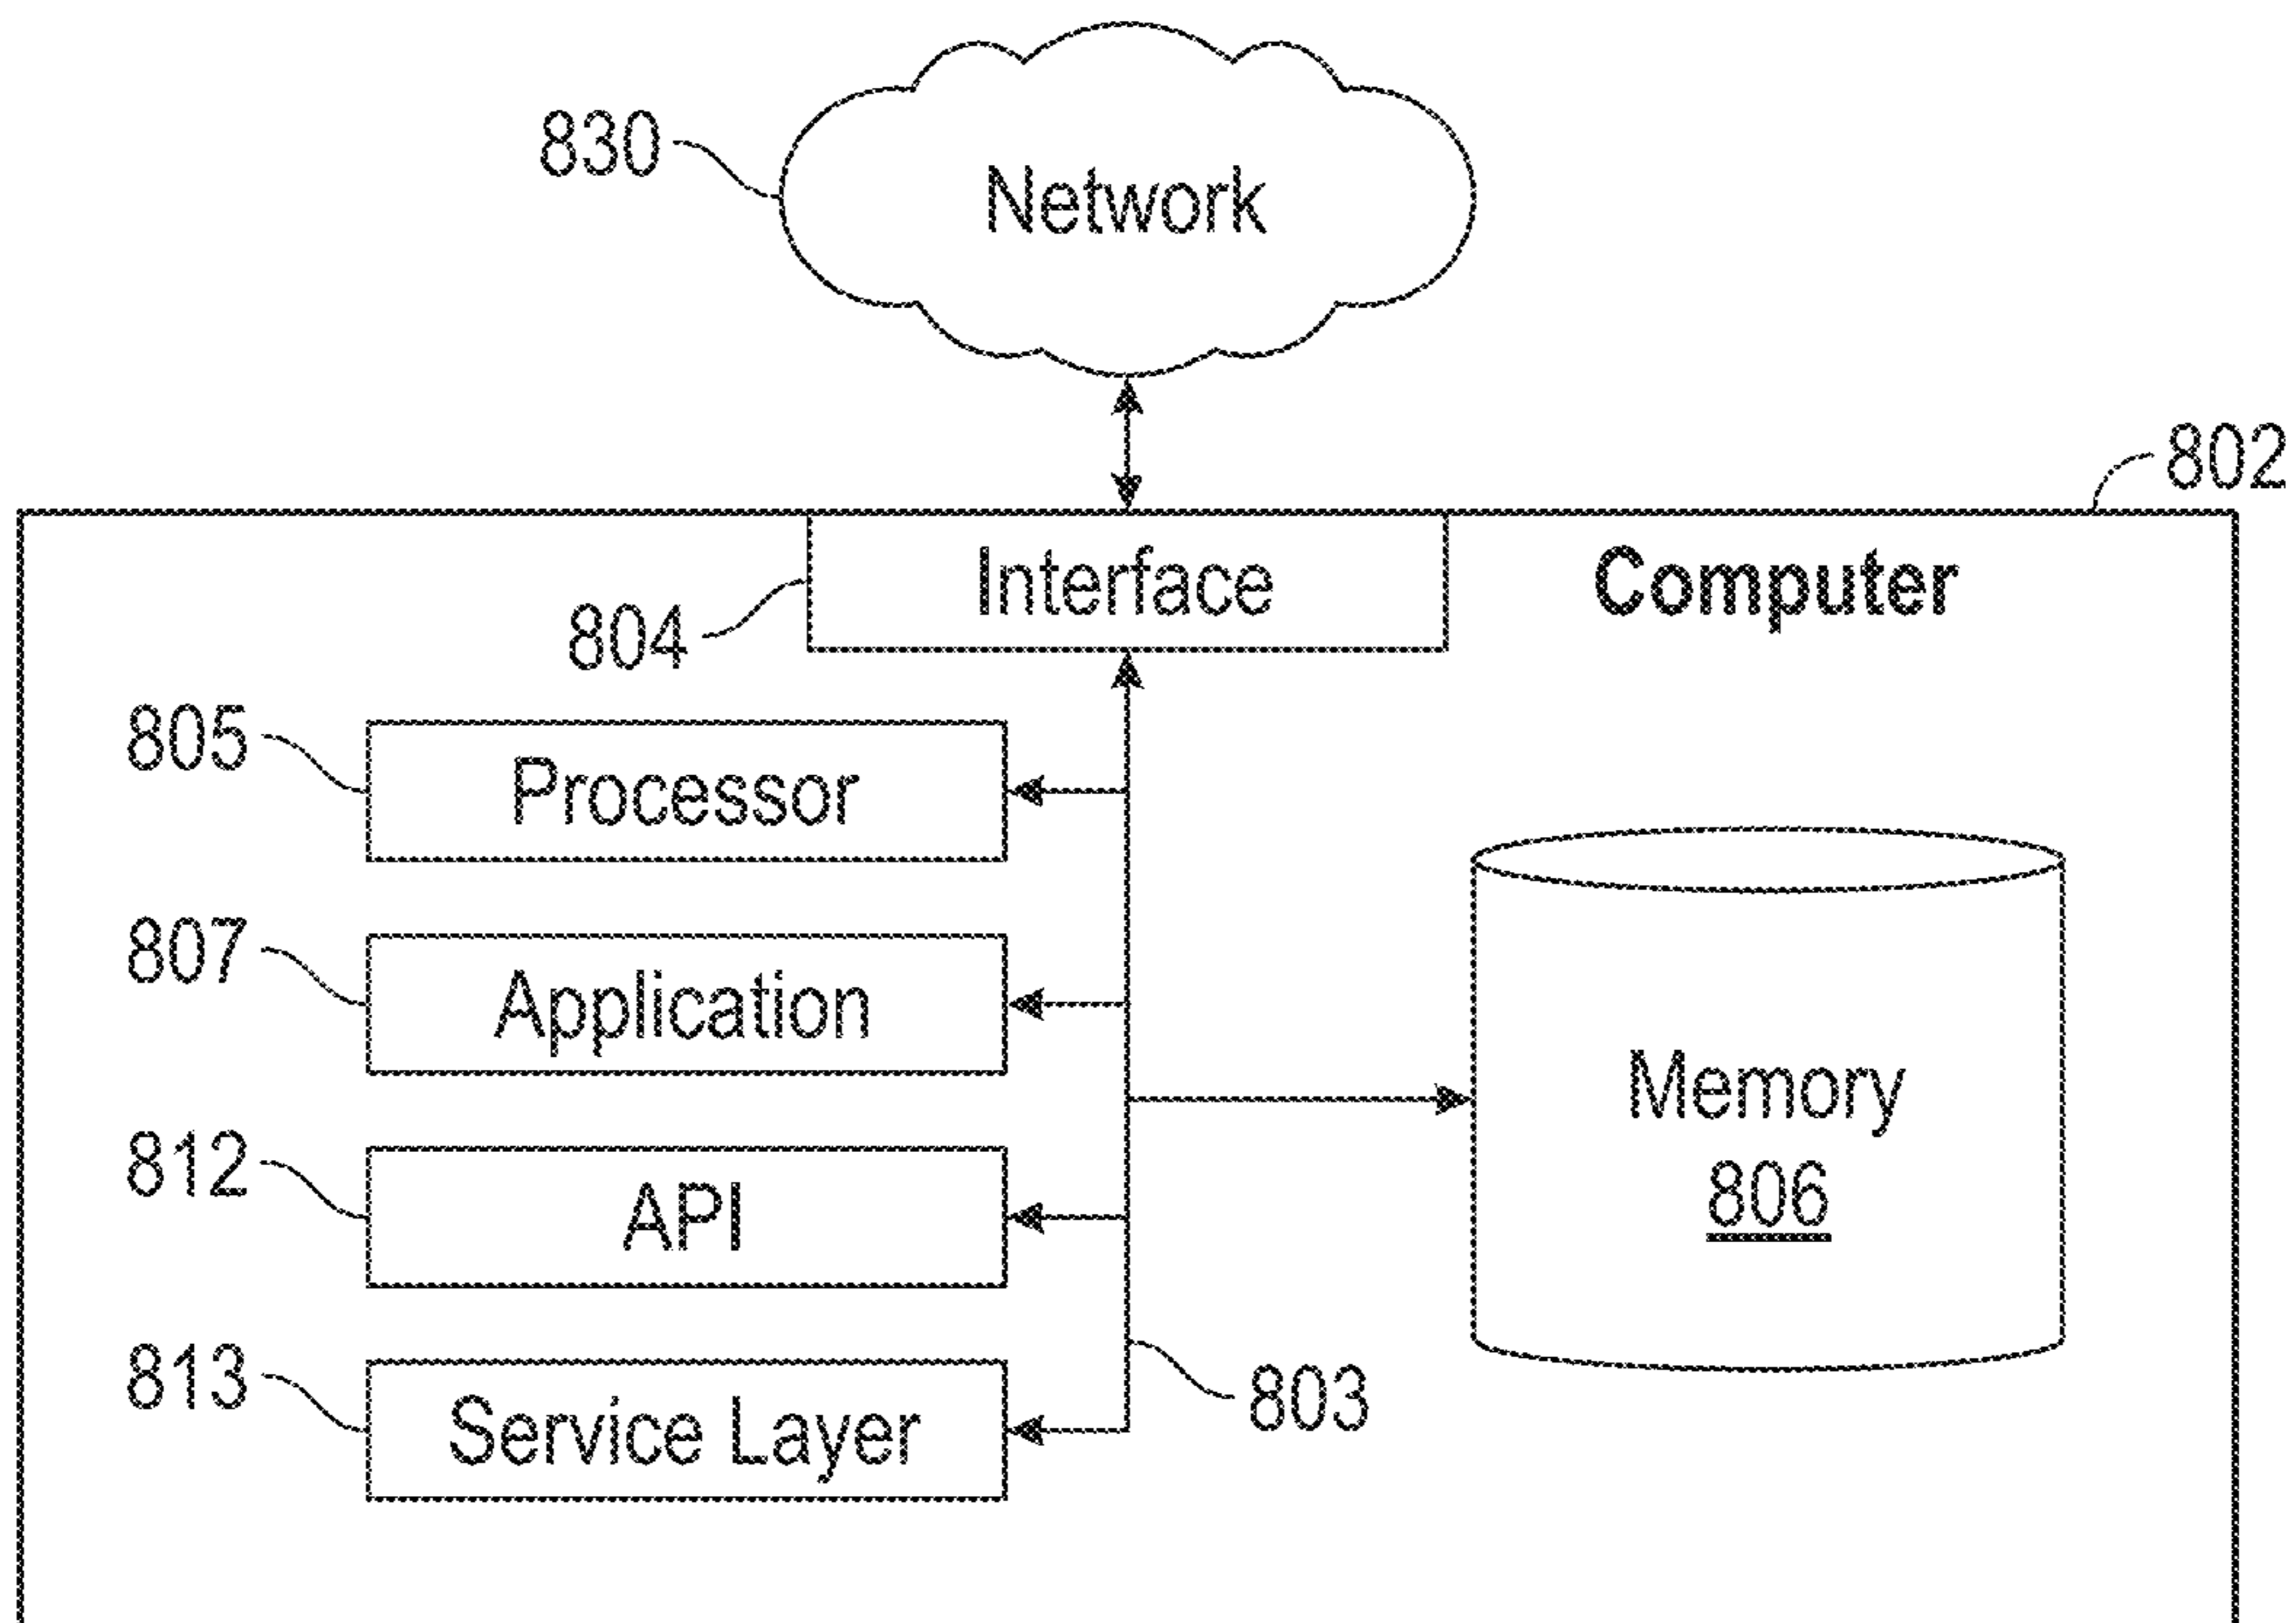 830
Network
802
Interface
Computer
804
805
Processor
807
Application
Memory
806
812
API
813
Service Layer
803